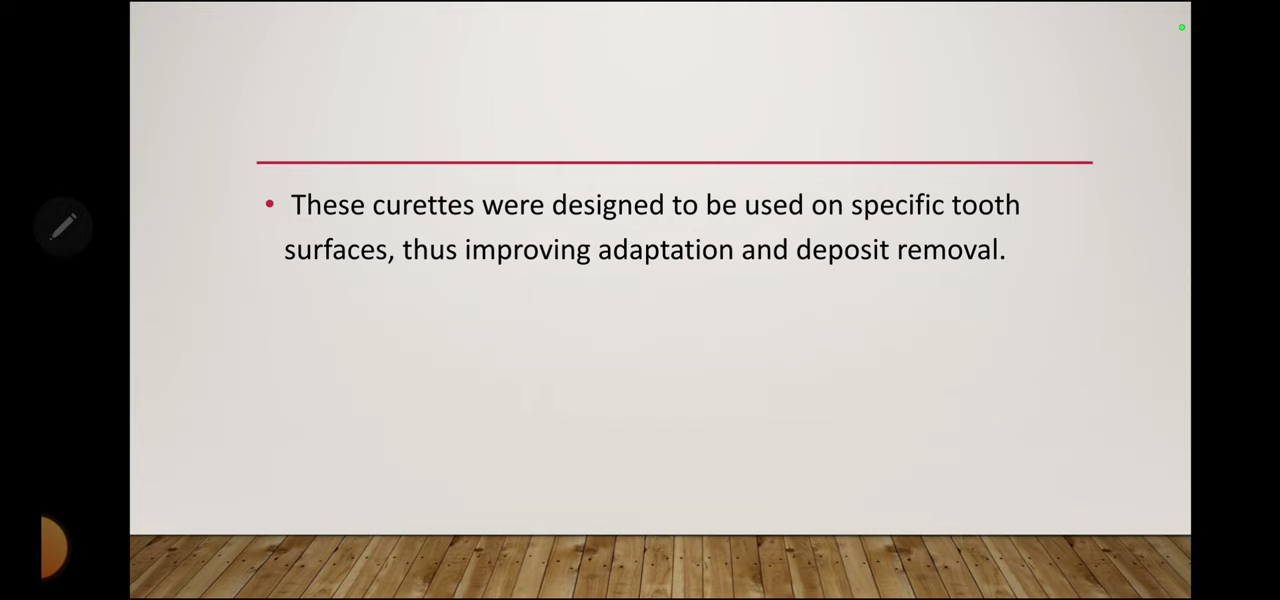 • These curettes were designed to be used on specific tooth
surfaces, thus improving adaptation and deposit removal.